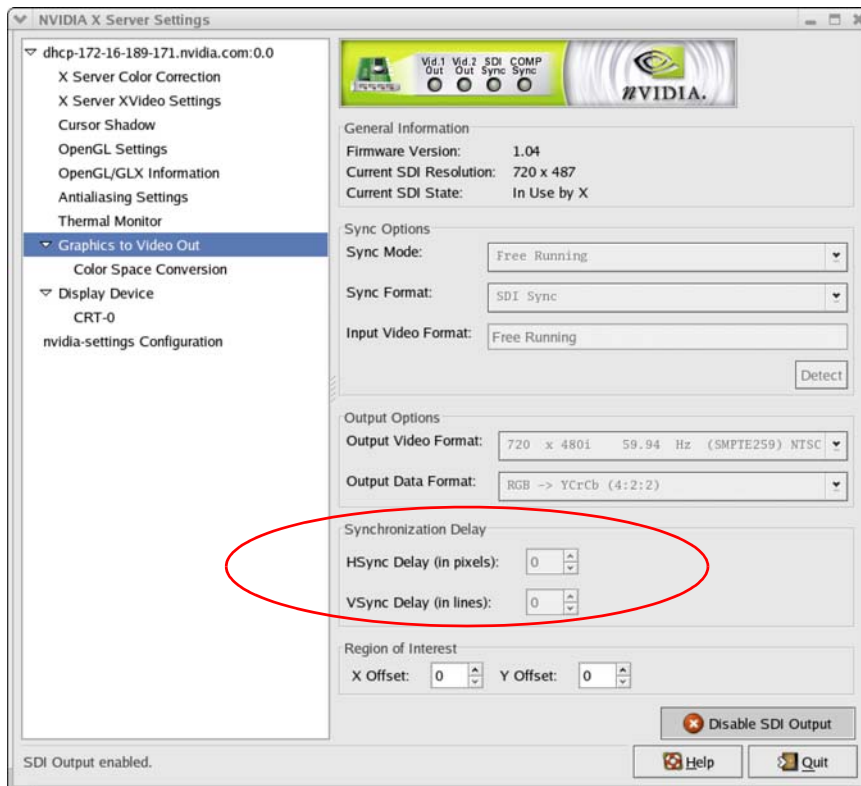 NVIDIA X Server Settings
dhcp-172-16-189-171.nvidia.com:0.0
X Server Color Correction
X Server XVideo Settings
Cursor Shadow
OpenGL Settings
OpenGL/GLX Information
Antialiasing Settings
Thermal Monitor
Graphics to Video Out
Color Space Conversion
Display Device
CRT-0
nvidia-settings Configuration
Vid.1 Vid.2 SDI COMP
Out Out Sync Sync
nVIDIA.
General Information
Firmware Version: 1.04
Current SDI Resolution: 720 x 487
Current SDI State: In Use by X
Sync Options
Sync Mode: Free Running
Sync Format: SDI Sync
Input Video Format: Free Running
Detect
Output Options
Output Video Format: 720 x 480i 59.94 Hz (SMPTE259) NTSC
Output Data Format: RGB -> YCrCb (4:2:2)
Synchronization Delay
HSync Delay (in pixels): 0
VSync Delay (in lines): 0
Region of Interest
X Offset: 0 Y Offset: 0
Disable SDI Output
SDI Output enabled.
Help Quit